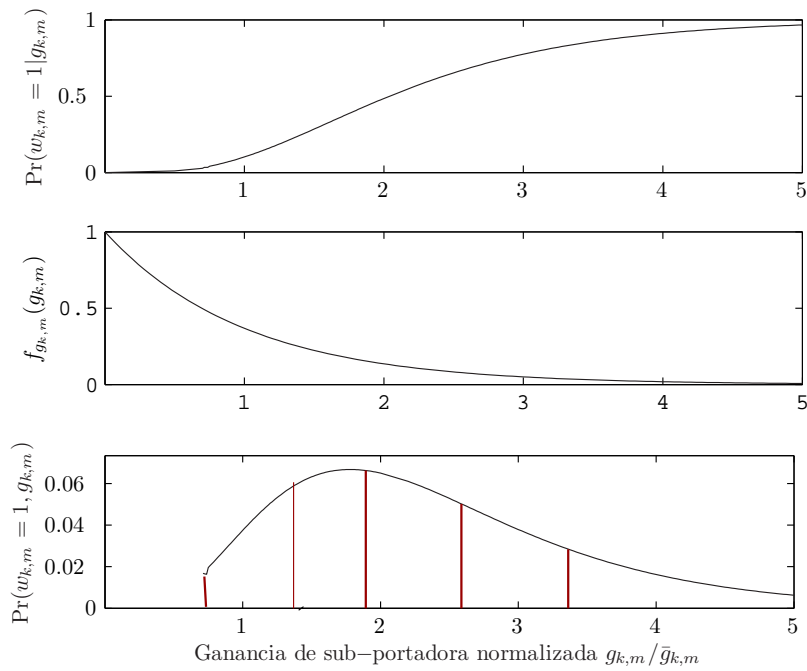 Pr(w_{k,m} = 1|g_{k,m})
1
0.5
0
1 2 3 4 5
f_{g_{k,m}}(g_{k,m})
1
0.5
0
1 2 3 4 5
Pr(w_{k,m} = 1, g_{k,m})
0.06
0.04
0.02
0
1 2 3 4 5
Ganancia de sub−portadora normalizada g_{k,m}/ḡ_{k,m}